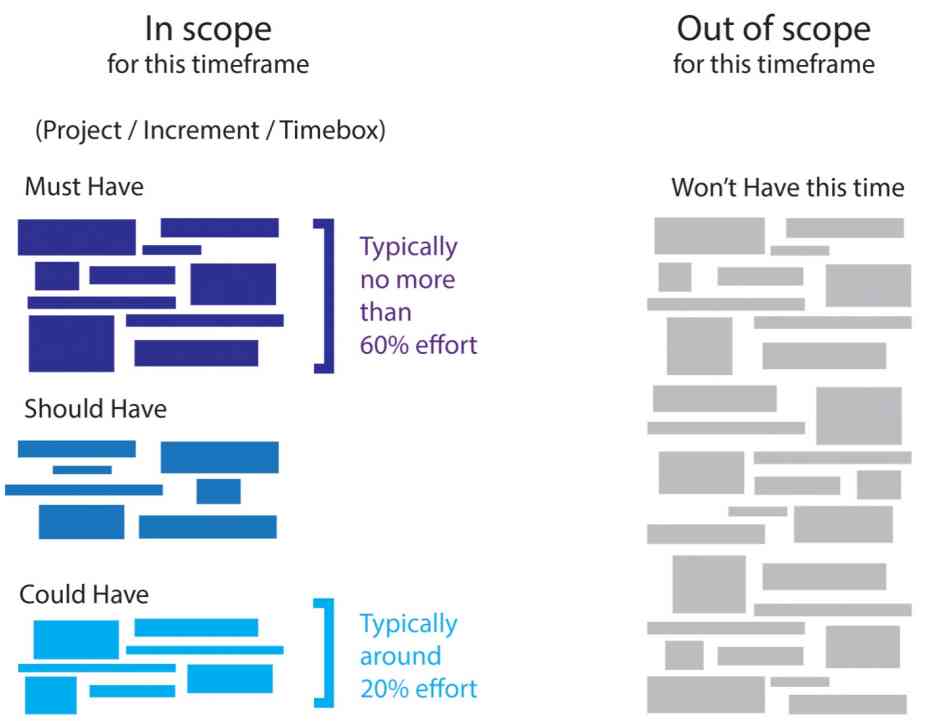 In scope
for this timeframe
Out of scope
for this timeframe
(Project / Increment / Timebox)
Must Have
Won't Have this time
Typically
no more
than
60% effort
Should Have
Could Have
Typically
around
20% effort